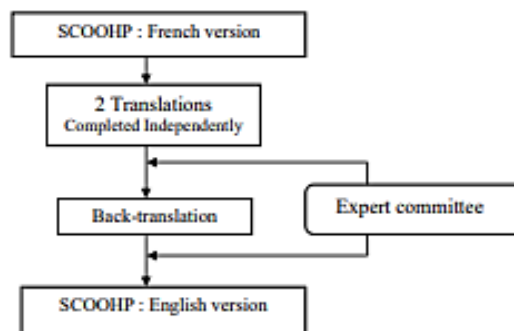 SCOOHP : French version
2 Translations
Completed Independently
Back-translation
Expert committee
SCOOHP : English version